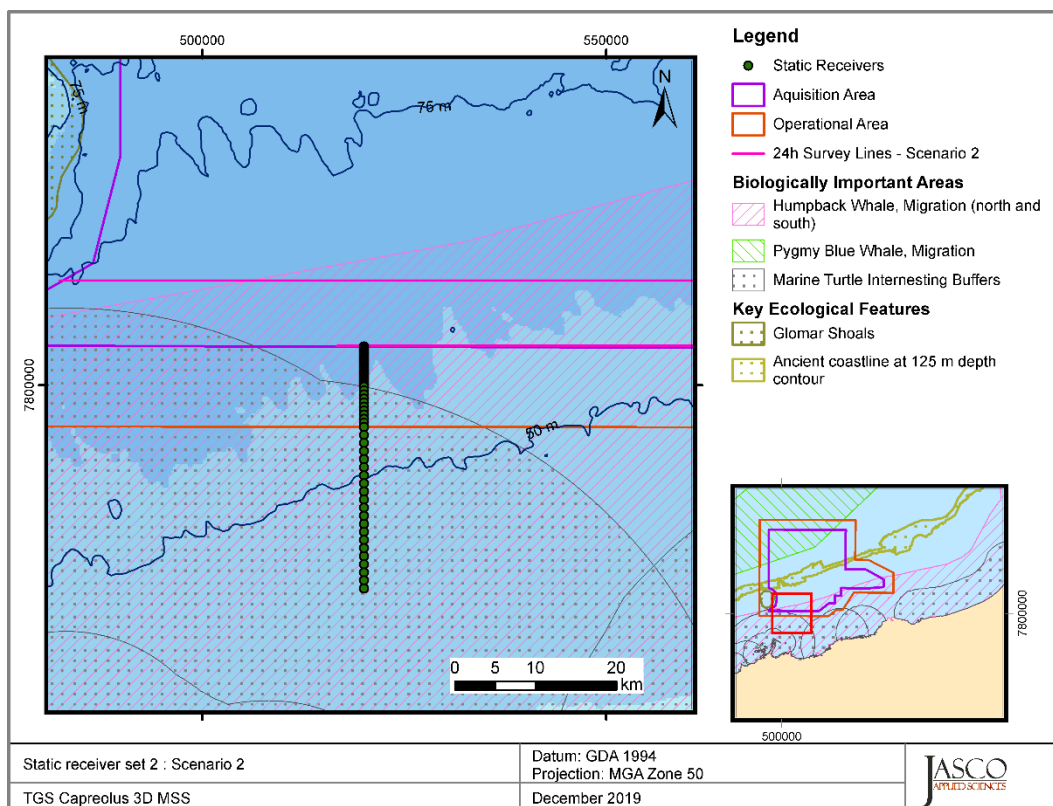 500000
550000
75 m
75 m
N
7800000
50 m
0 5 10 20
km
Legend
Static Receivers
Aquisition Area
Operational Area
24h Survey Lines - Scenario 2
Biologically Important Areas
Humpback Whale, Migration (north and
south)
Pygmy Blue Whale, Migration
Marine Turtle Internesting Buffers
Key Ecological Features
Glomar Shoals
Ancient coastline at 125 m depth
contour
7800000
500000
Static receiver set 2 : Scenario 2
TGS Capreolus 3D MSS
Datum: GDA 1994
Projection: MGA Zone 50
December 2019
JASCO
APPLIED SCIENCES